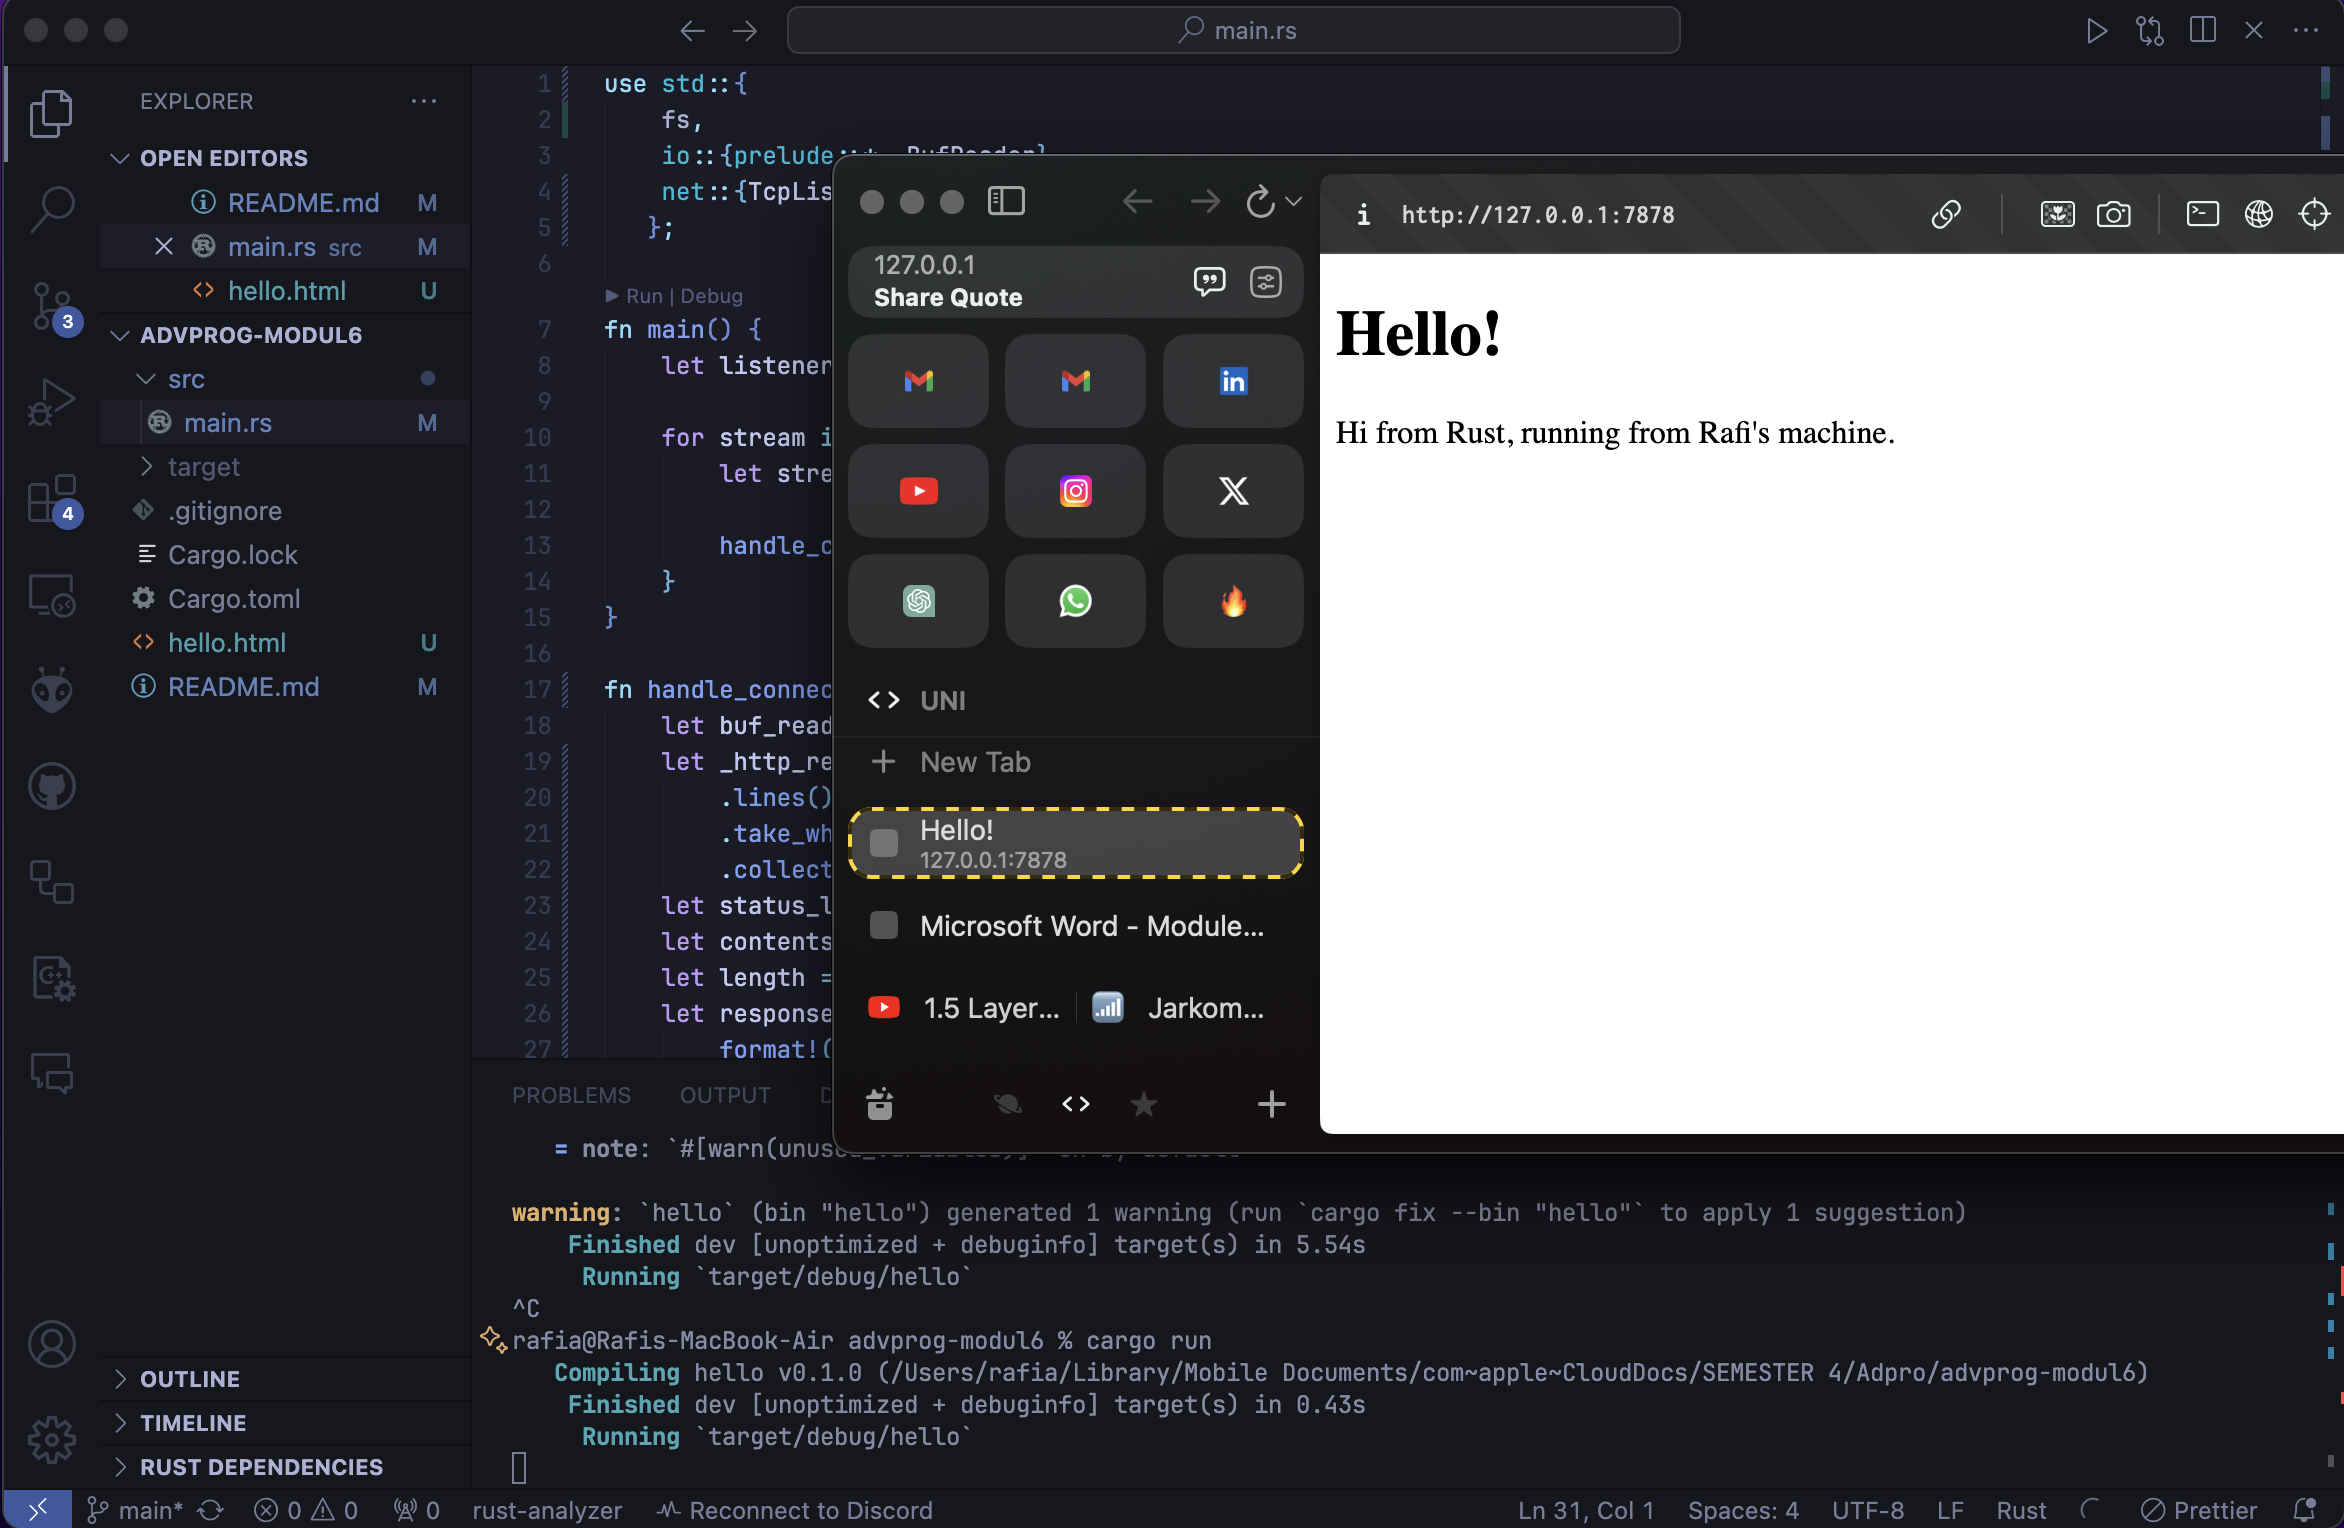 main.rs
EXPLORER
OPEN EDITORS
README.md M
main.rs src M
hello.html U
ADVPROG-MODUL6
src
main.rs M
target
.gitignore
Cargo.lock
Cargo.toml
hello.html U
README.md M
3
4
OUTLINE
TIMELINE
RUST DEPENDENCIES
1 use std::{
2 fs,
3 io::{prelude::*, BufReader}
4 net::{TcpLis
5 };
6
Run | Debug
7 fn main() {
8 let listener
9
10 for stream i
11 let stre
12
13 handle_c
14 }
15 }
16
17 fn handle_connec
18 let buf_read
19 let _http_re
20 .lines()
21 .take_wh
22 .collect
23 let status_l
24 let contents
25 let length =
26 let response
27 format!(
127.0.0.1
Share Quote
UNI
New Tab
Hello!
127.0.0.1:7878
Microsoft Word - Module...
1.5 Layer...
Jarkom...
http://127.0.0.1:7878
Hello!
Hi from Rust, running from Rafi's machine.
PROBLEMS OUTPUT D
= note: `#[warn(unused_variables)]` on by default
warning: `hello` (bin "hello") generated 1 warning (run `cargo fix --bin "hello"` to apply 1 suggestion)
Finished dev [unoptimized + debuginfo] target(s) in 5.54s
Running `target/debug/hello`
^C
rafia@Rafis-MacBook-Air advprog-modul6 % cargo run
Compiling hello v0.1.0 (/Users/rafia/Library/Mobile Documents/com~apple~CloudDocs/SEMESTER 4/Adpro/advprog-modul6)
Finished dev [unoptimized + debuginfo] target(s) in 0.43s
Running `target/debug/hello`
main* 0 0 0 rust-analyzer Reconnect to Discord Ln 31, Col 1 Spaces: 4 UTF-8 LF Rust Prettier